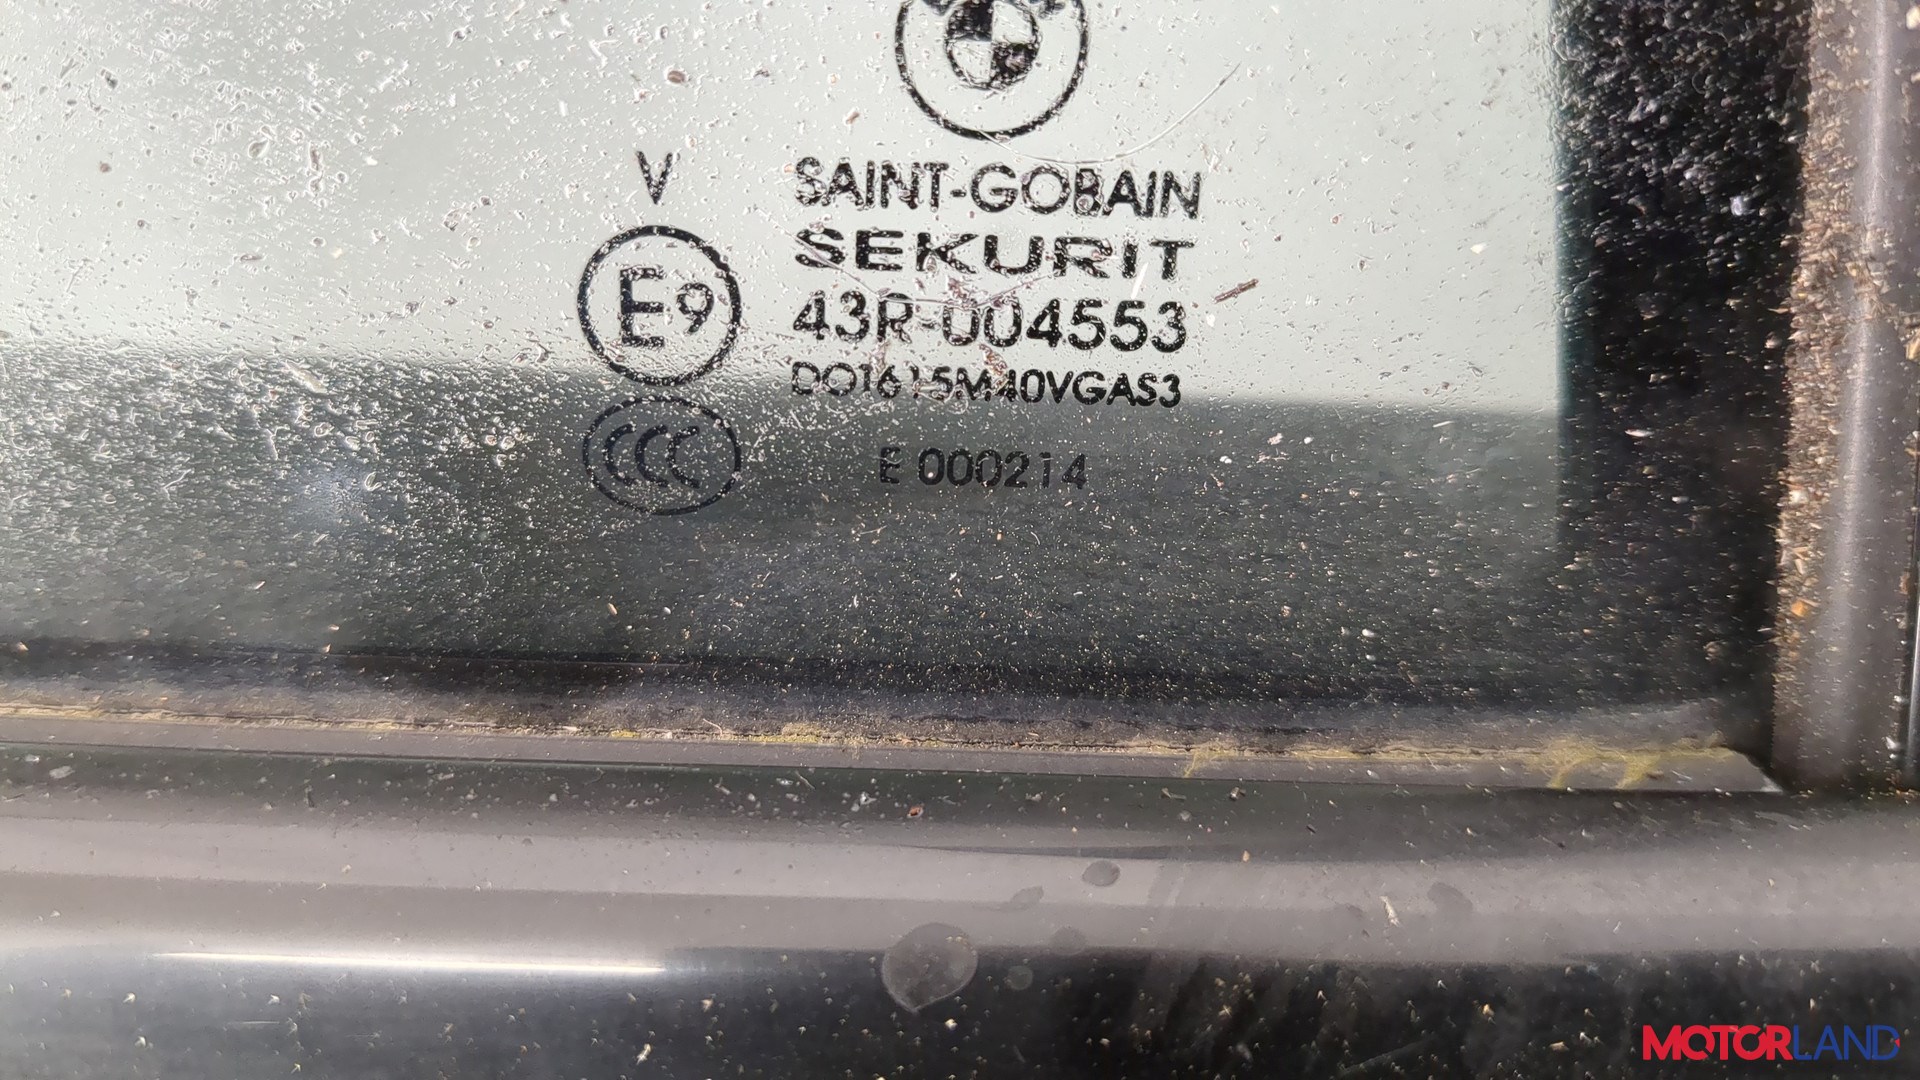 V SAINT-GOBAIN
SEKURIT
E9 43R-004553
DO1615M40VGAS3
CCC E 000214
MOTORLAND